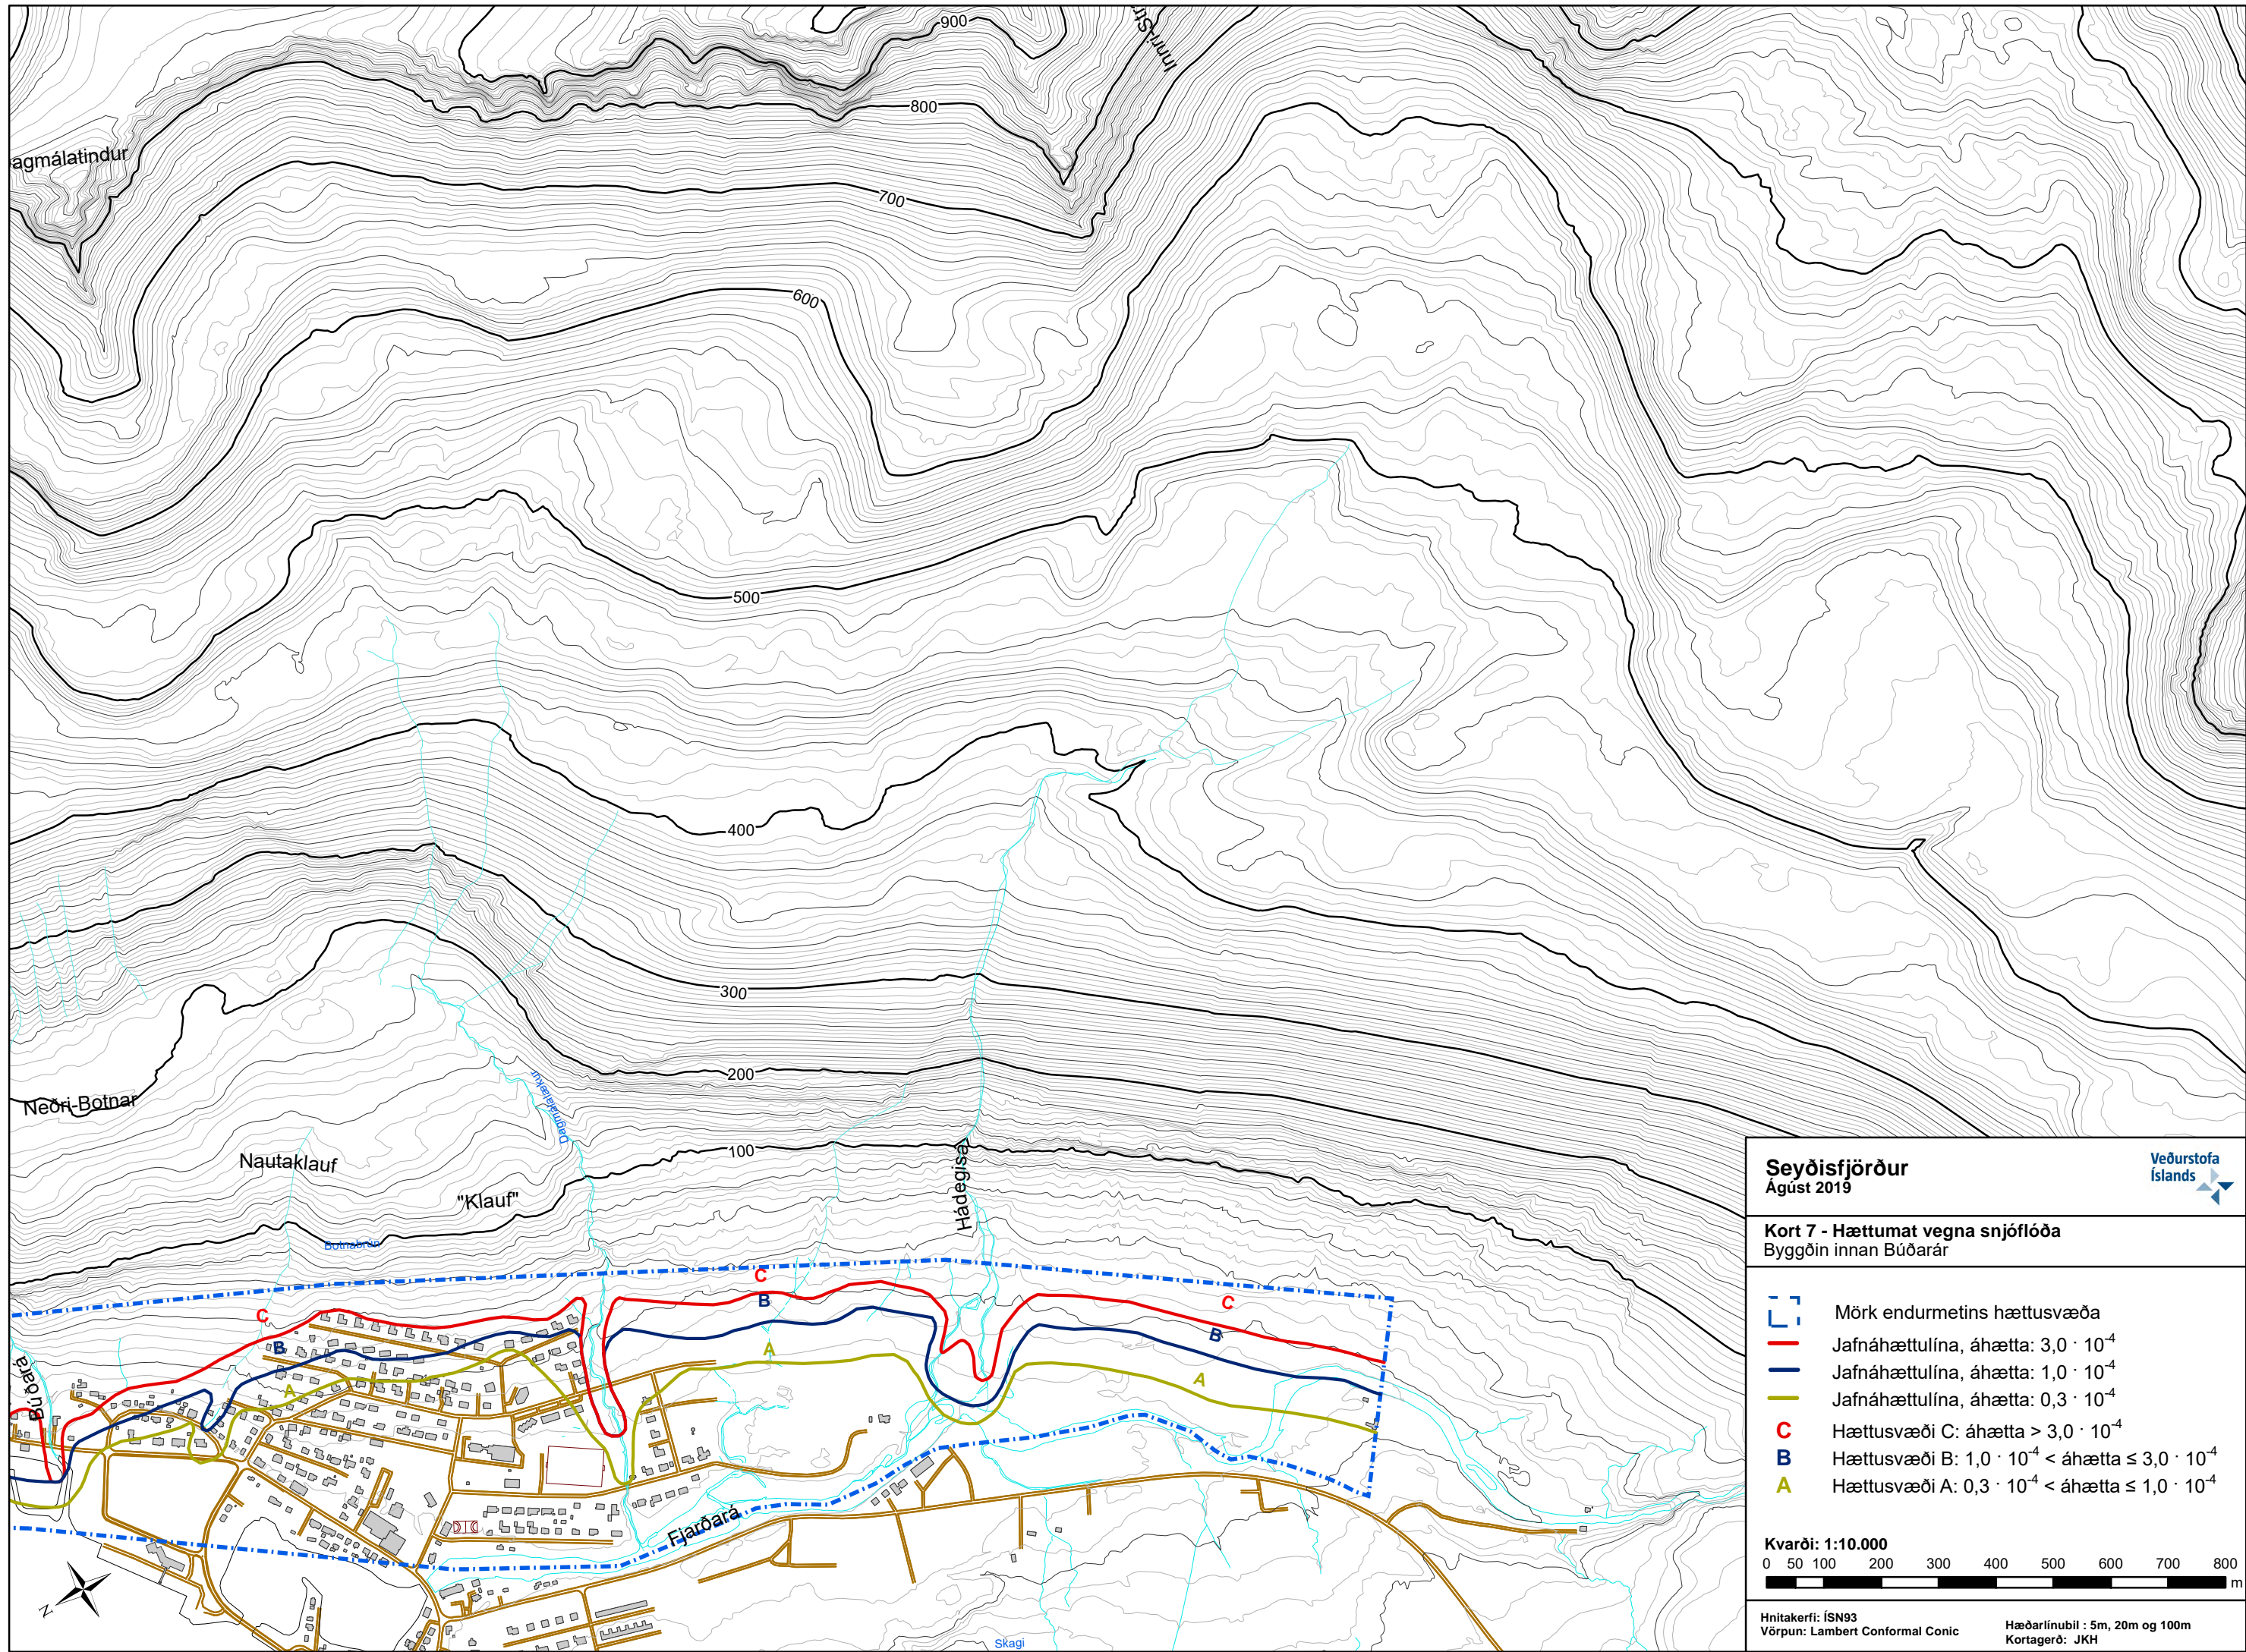 900
Innri-Str
800
agmálatindur
700
600
500
400
300
200
Neðri-Botnar
Dagmálalækur
100
Nautaklauf
"Klauf"
Hádegisá
Botnabrún
C
B
C
B
A
C
B
A
C
B
A
Búðará
Fjarðará
N
Skagi
Seyðisfjörður
Ágúst 2019
Veðurstofa
Íslands
Kort 7 - Hættumat vegna snjóflóða
Byggðin innan Búðarár
Mörk endurmetins hættusvæða
Jafnáhættulína, áhætta: 3,0 · 10⁻⁴
Jafnáhættulína, áhætta: 1,0 · 10⁻⁴
Jafnáhættulína, áhætta: 0,3 · 10⁻⁴
C Hættusvæði C: áhætta > 3,0 · 10⁻⁴
B Hættusvæði B: 1,0 · 10⁻⁴ < áhætta ≤ 3,0 · 10⁻⁴
A Hættusvæði A: 0,3 · 10⁻⁴ < áhætta ≤ 1,0 · 10⁻⁴
Kvarði: 1:10.000
0 50 100 200 300 400 500 600 700 800
m
Hnitakerfi: ÍSN93
Vörpun: Lambert Conformal Conic
Hæðarlínubil : 5m, 20m og 100m
Kortagerð: JKH